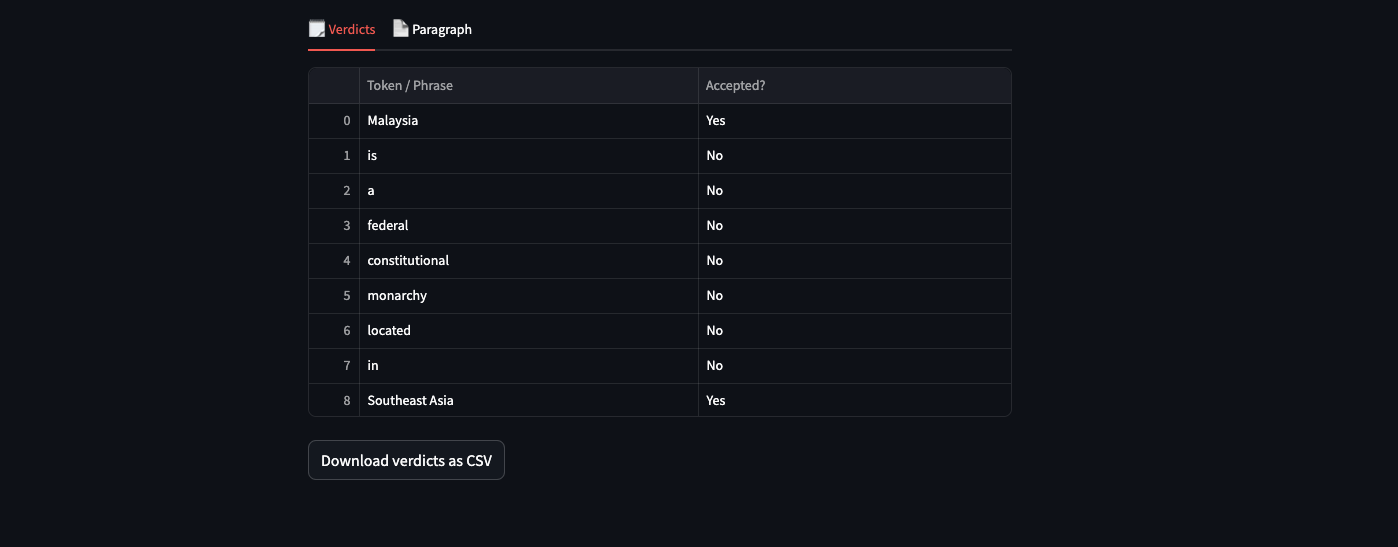 Verdicts Paragraph
Token / Phrase Accepted?
0 Malaysia Yes
1 is No
2 a No
3 federal No
4 constitutional No
5 monarchy No
6 located No
7 in No
8 Southeast Asia Yes
Download verdicts as CSV